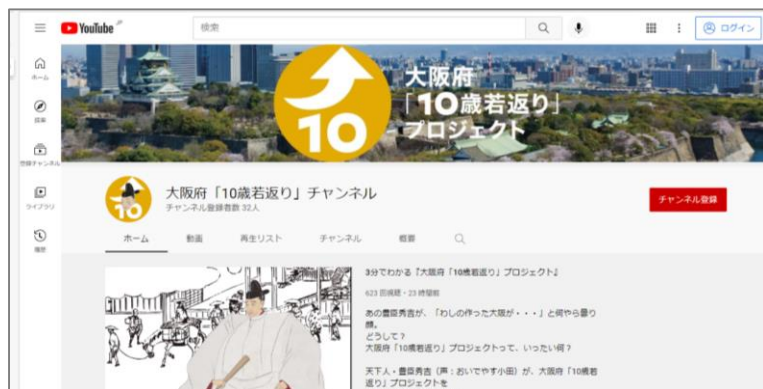 YouTube JP
検索
ログイン
ホーム
探索
登録チャンネル
ライブラリ
履歴
大阪府
「10歳若返り」
プロジェクト
10
大阪府「10歳若返り」チャンネル
チャンネル登録者数 32人
チャンネル登録
10
ホーム 動画 再生リスト チャンネル 概要
3分でわかる『大阪府「10歳若返り」プロジェクト』
623 回視聴・23 時間前
あの豊臣秀吉が、「わしの作った大阪が・・・」と何やら曇り
顔。
どうして?
大阪府「10歳若返り」プロジェクトって、いったい何?
天下人・豊臣秀吉（声：おいでやす小田）が、大阪府「10歳若
返り」プロジェクトを